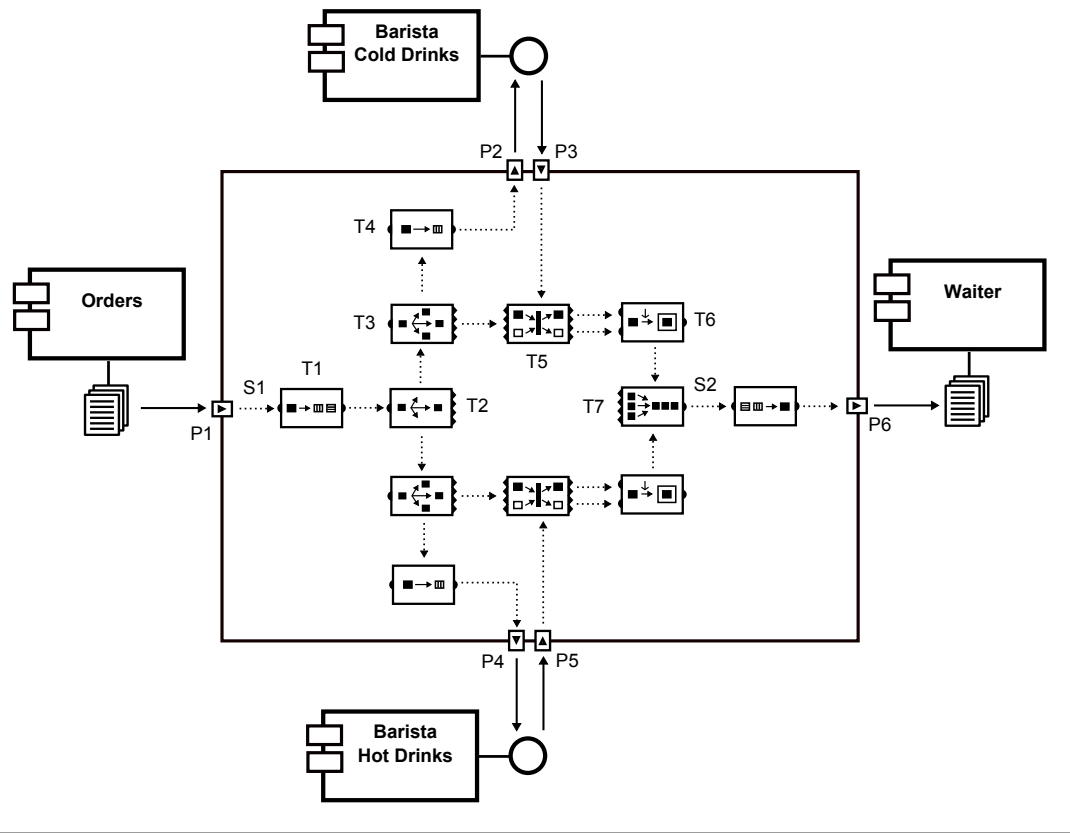 Barista
Cold Drinks
P2
P3
T4
Orders
Waiter
T3
T5
T6
T1
S1
T2
T7
S2
P1
P6
P4
P5
Barista
Hot Drinks